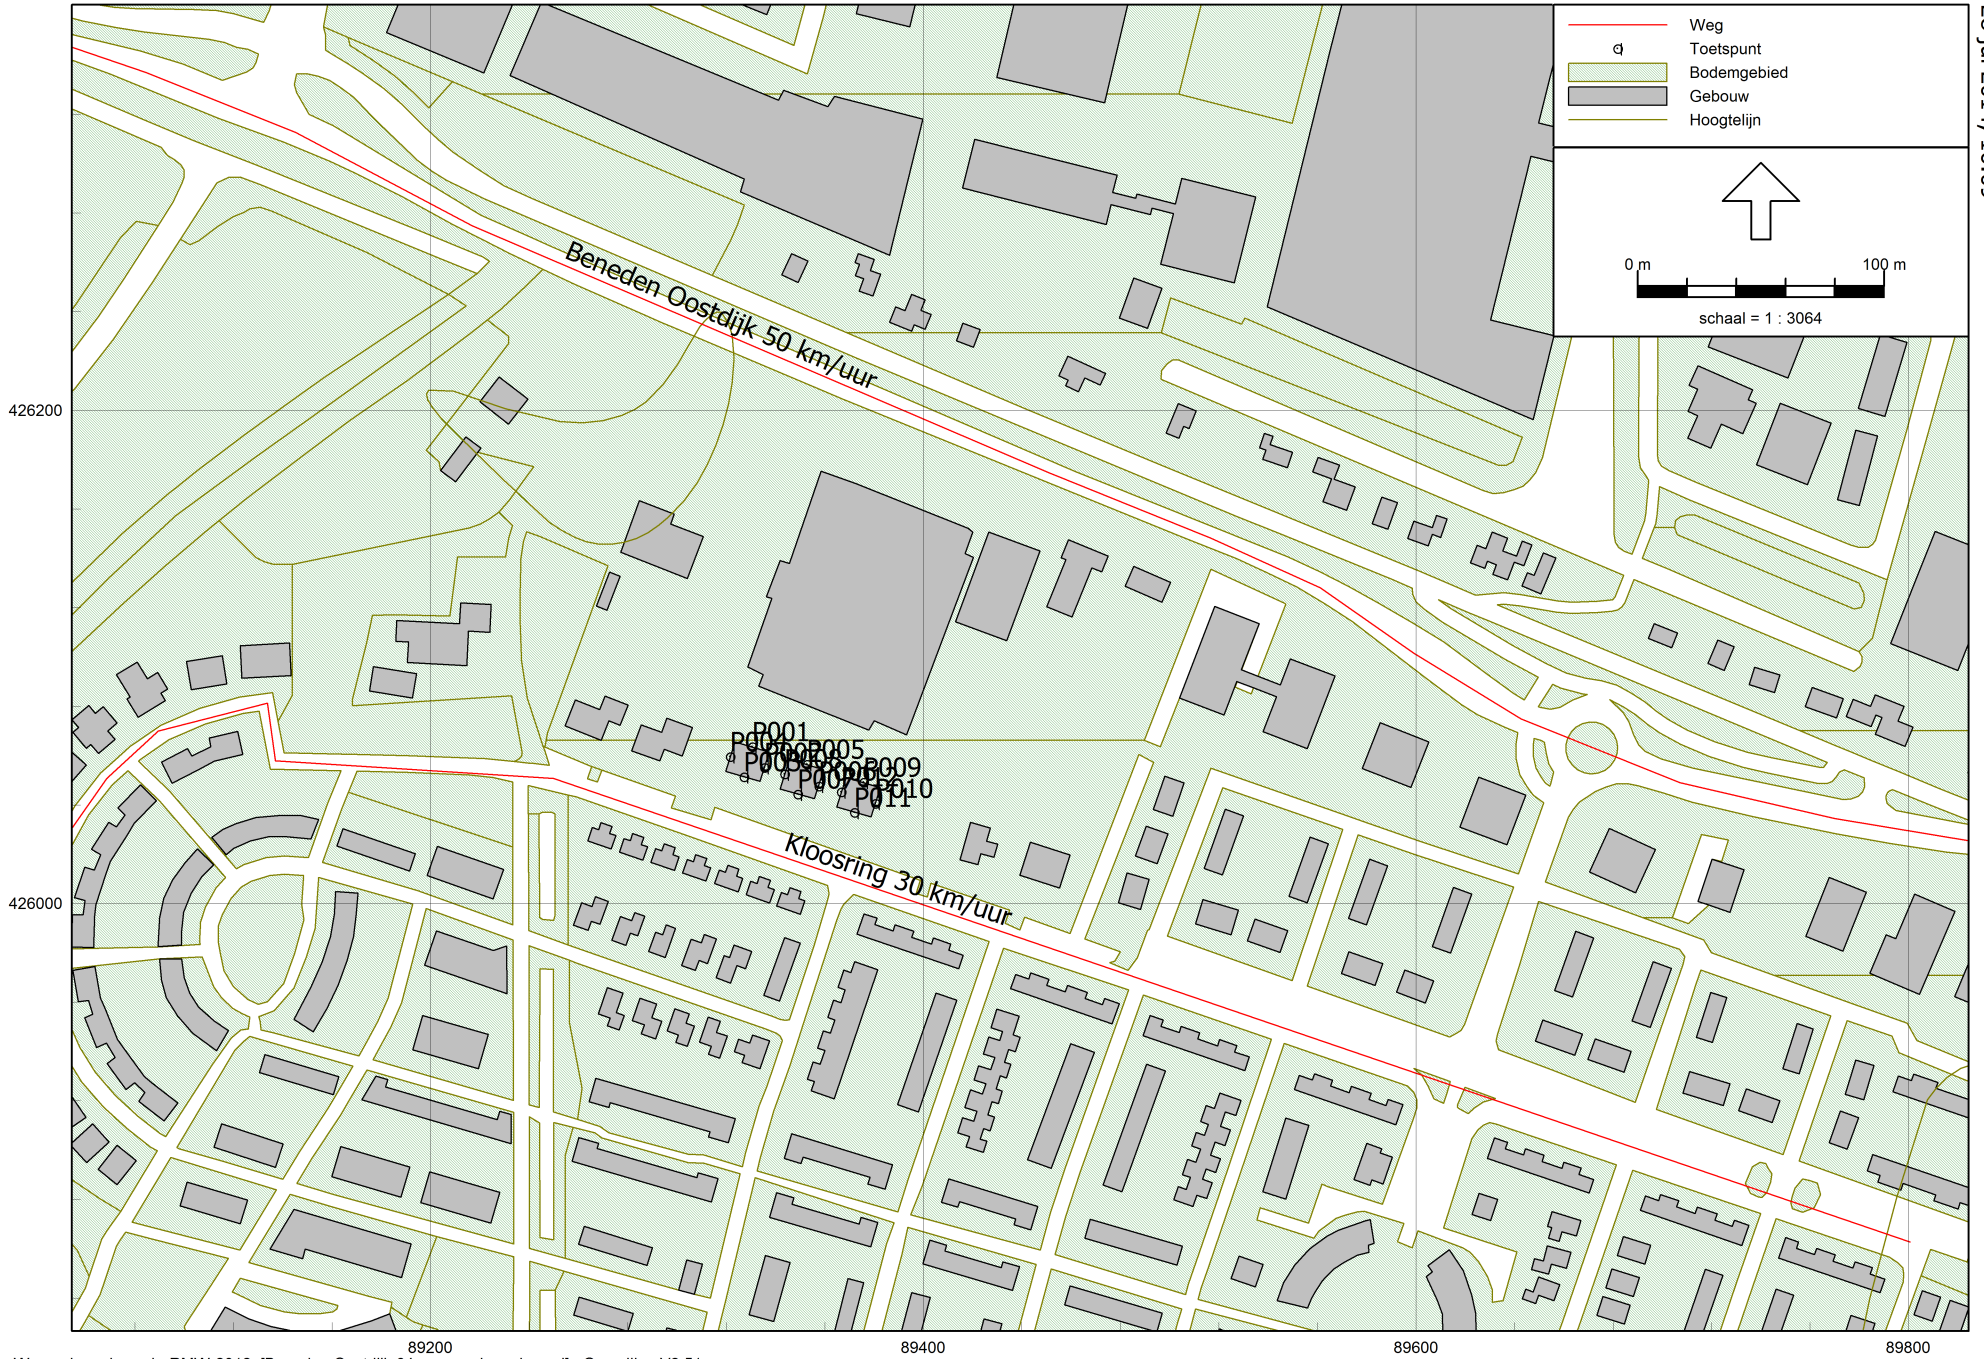 Weg
Toetspunt
Bodemgebied
Gebouw
Hoogtelijn
0 m
100 m
schaal = 1 : 3064
Beneden Oostdijk 50 km/uur
426200
P001
P005
P009
P010
P011
Kloosring 30 km/uur
426000
89200
89400
89600
89800